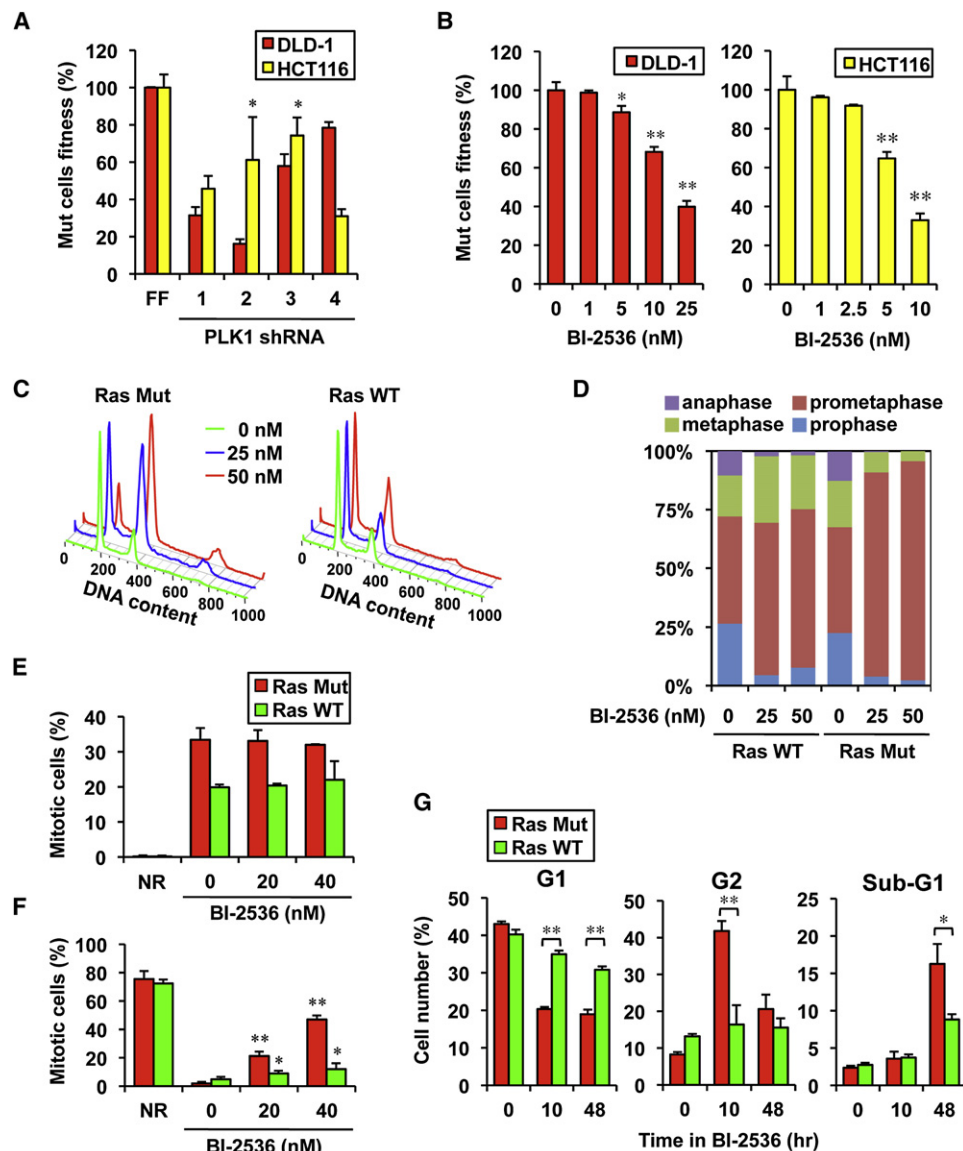 A
DLD-1
HCT116
Mut cells fitness (%)
120
100
80
60
40
20
0
* *
FF 1 2 3 4
PLK1 shRNA
B
DLD-1
Mut cells fitness (%)
120
100
80
60
40
20
0
* ** **
0 1 5 10 25
BI-2536 (nM)
HCT116
120
100
80
60
40
20
0
** **
0 1 2.5 5 10
BI-2536 (nM)
C
Ras Mut
Ras WT
0 nM
25 nM
50 nM
0 200 400 600 800 1000
DNA content
0 200 400 600 800 1000
DNA content
D
anaphase prometaphase
metaphase prophase
100%
75%
50%
25%
0%
BI-2536 (nM) 0 25 50 0 25 50
Ras WT Ras Mut
E
Ras Mut
Ras WT
Mitotic cells (%)
40
30
20
10
0
NR 0 20 40
BI-2536 (nM)
F
Mitotic cells (%)
100
80
60
40
20
0
** * ** *
NR 0 20 40
BI-2536 (nM)
G
Ras Mut
Ras WT
G1
Cell number (%)
50
40
30
20
10
0
** **
0 10 48
G2
50
40
30
20
10
0
**
0 10 48
Sub-G1
25
20
15
10
5
0
*
0 10 48
Time in BI-2536 (hr)